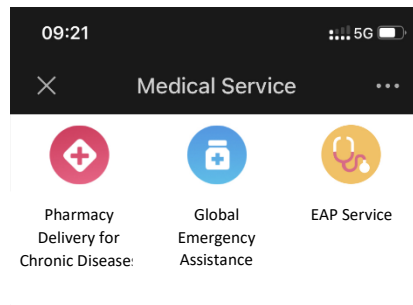 09:21
5G
Medical Service
Pharmacy
Delivery for
Chronic Disease
Global
Emergency
Assistance
EAP Service